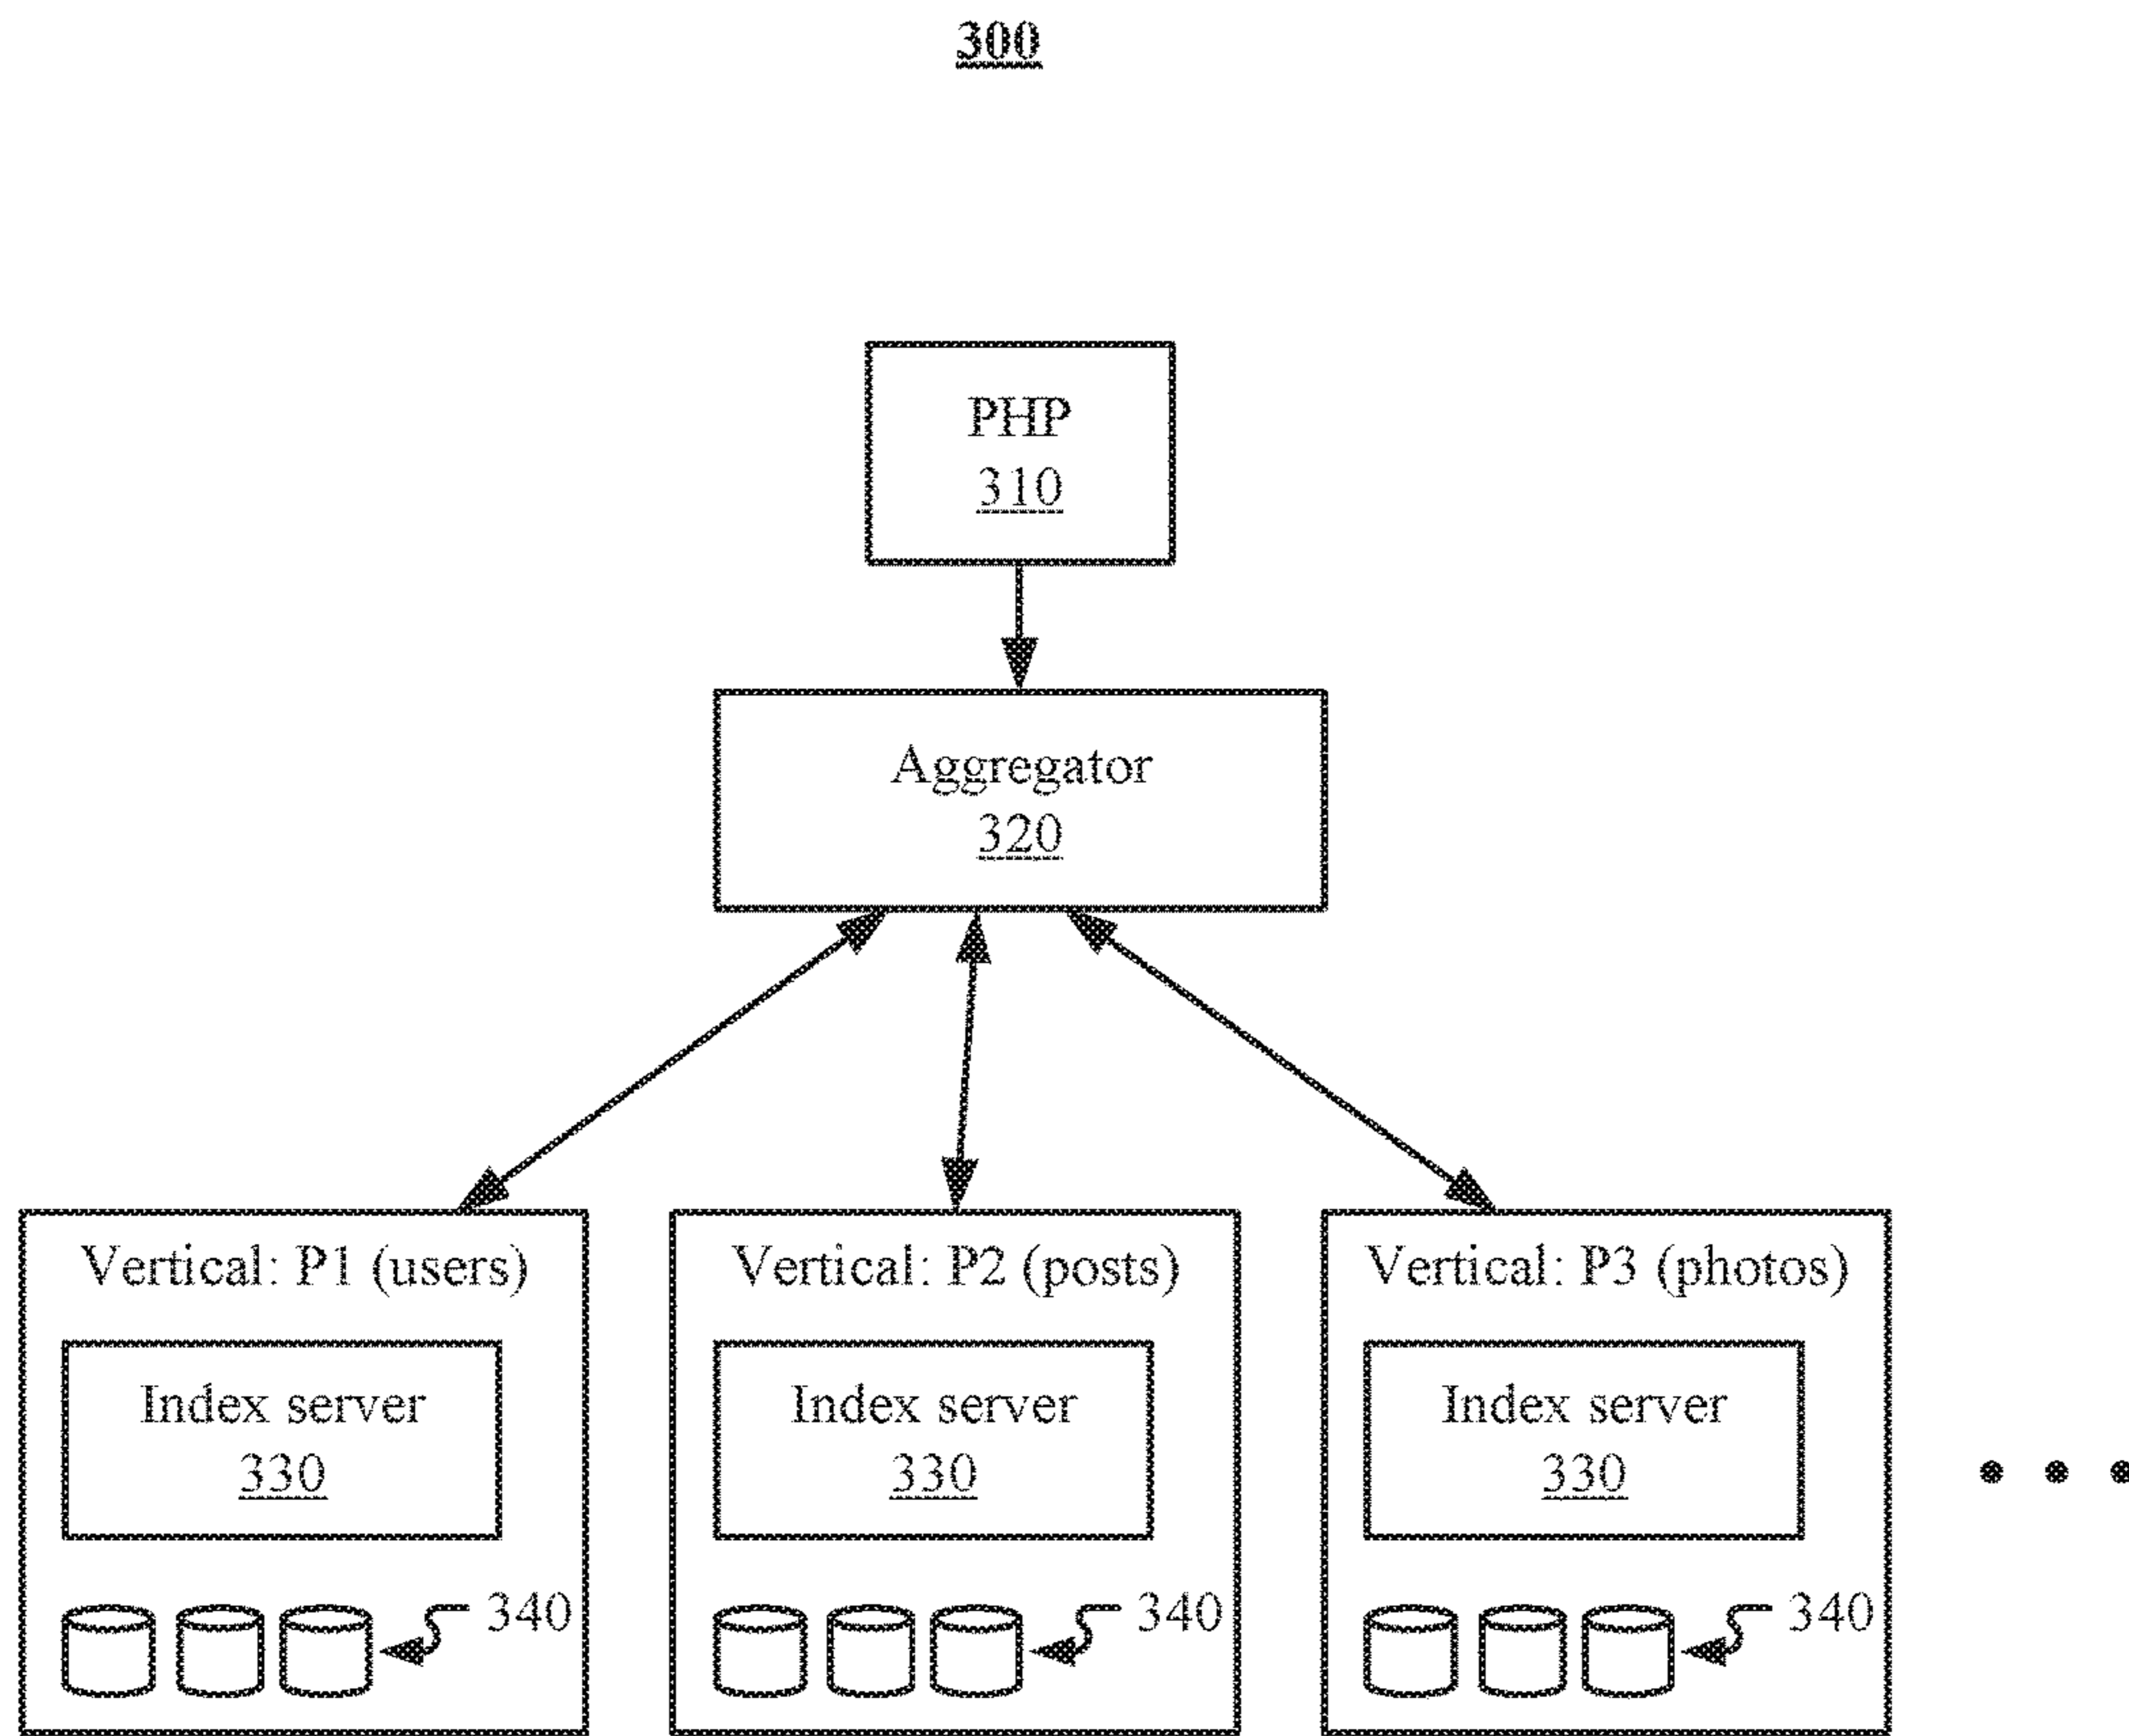 300
PHP
310
Aggregator
320
Vertical: P1 (users)
Index server
330
340
Vertical: P2 (posts)
Index server
330
340
Vertical: P3 (photos)
Index server
330
340